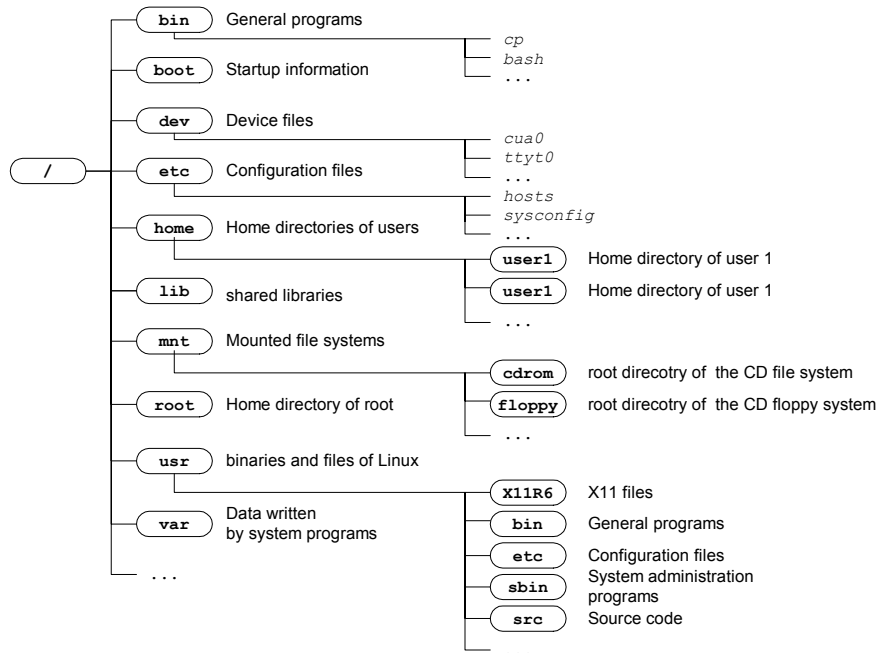 bin General programs
cp
bash
...
boot Startup information
dev Device files
cua0
ttyt0
...
/
etc Configuration files
hosts
sysconfig
...
home Home directories of users
user1 Home directory of user 1
user1 Home directory of user 1
...
lib shared libraries
mnt Mounted file systems
cdrom root direcotry of the CD file system
floppy root direcotry of the CD floppy system
...
root Home directory of root
usr binaries and files of Linux
X11R6 X11 files
bin General programs
etc Configuration files
sbin System administration
programs
src Source code
var Data written
by system programs
...